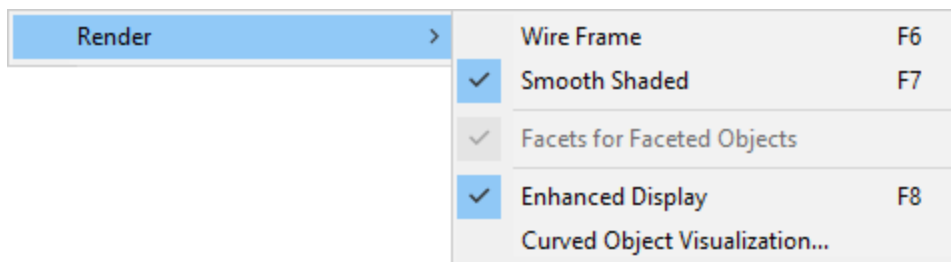 Render
Wire Frame F6
Smooth Shaded F7
Facets for Faceted Objects
Enhanced Display F8
Curved Object Visualization...